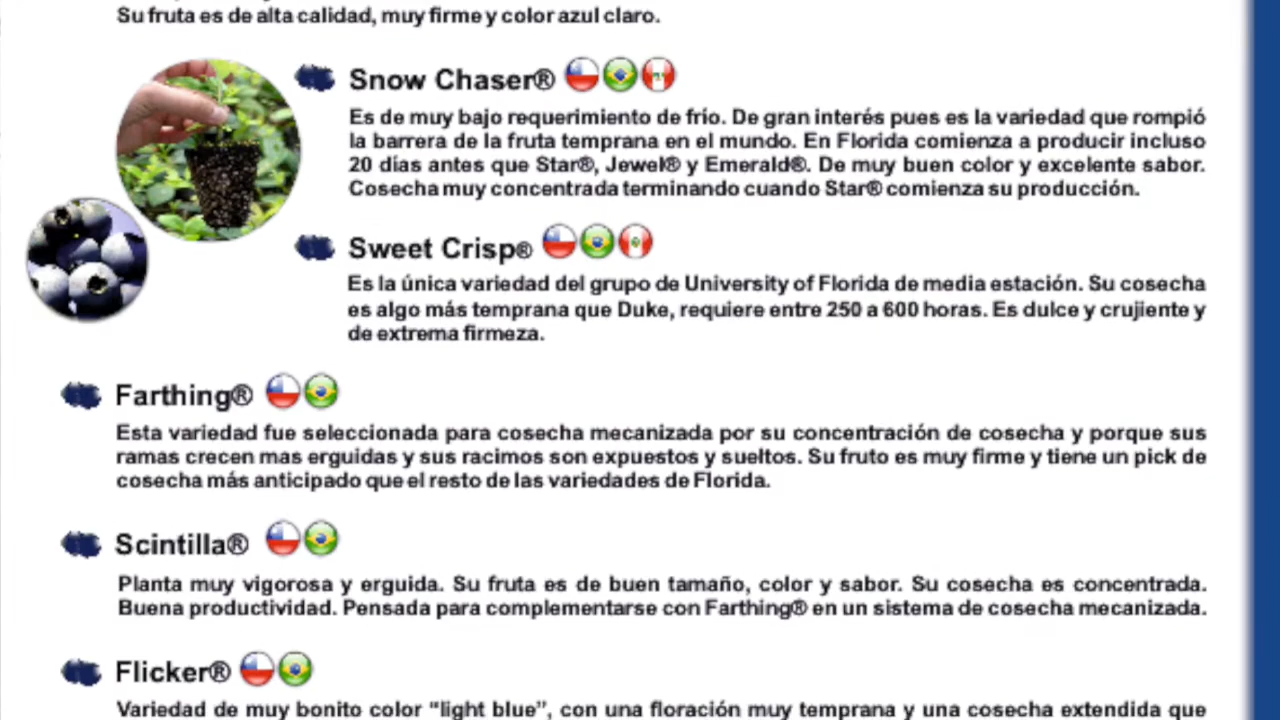 Su fruta es de alta calidad, muy firme y color azul claro.
Snow Chaser®
Es de muy bajo requerimiento de frío. De gran interés pues es la variedad que rompió
la barrera de la fruta temprana en el mundo. En Florida comienza a producir incluso
20 días antes que Star®, Jewel® y Emerald®. De muy buen color y excelente sabor.
Cosecha muy concentrada terminando cuando Star® comienza su producción.
Sweet Crisp®
Es la única variedad del grupo de University of Florida de media estación. Su cosecha
es algo más temprana que Duke, requiere entre 250 a 600 horas. Es dulce y crujiente y
de extrema firmeza.
Farthing®
Esta variedad fue seleccionada para cosecha mecanizada por su concentración de cosecha y porque sus
ramas crecen mas erguidas y sus racimos son expuestos y sueltos. Su fruto es muy firme y tiene un pick de
cosecha más anticipado que el resto de las variedades de Florida.
Scintilla®
Planta muy vigorosa y erguida. Su fruta es de buen tamaño, color y sabor. Su cosecha es concentrada.
Buena productividad. Pensada para complementarse con Farthing® en un sistema de cosecha mecanizada.
Flicker®
Variedad de muy bonito color “light blue”, con una floración muy temprana y una cosecha extendida que